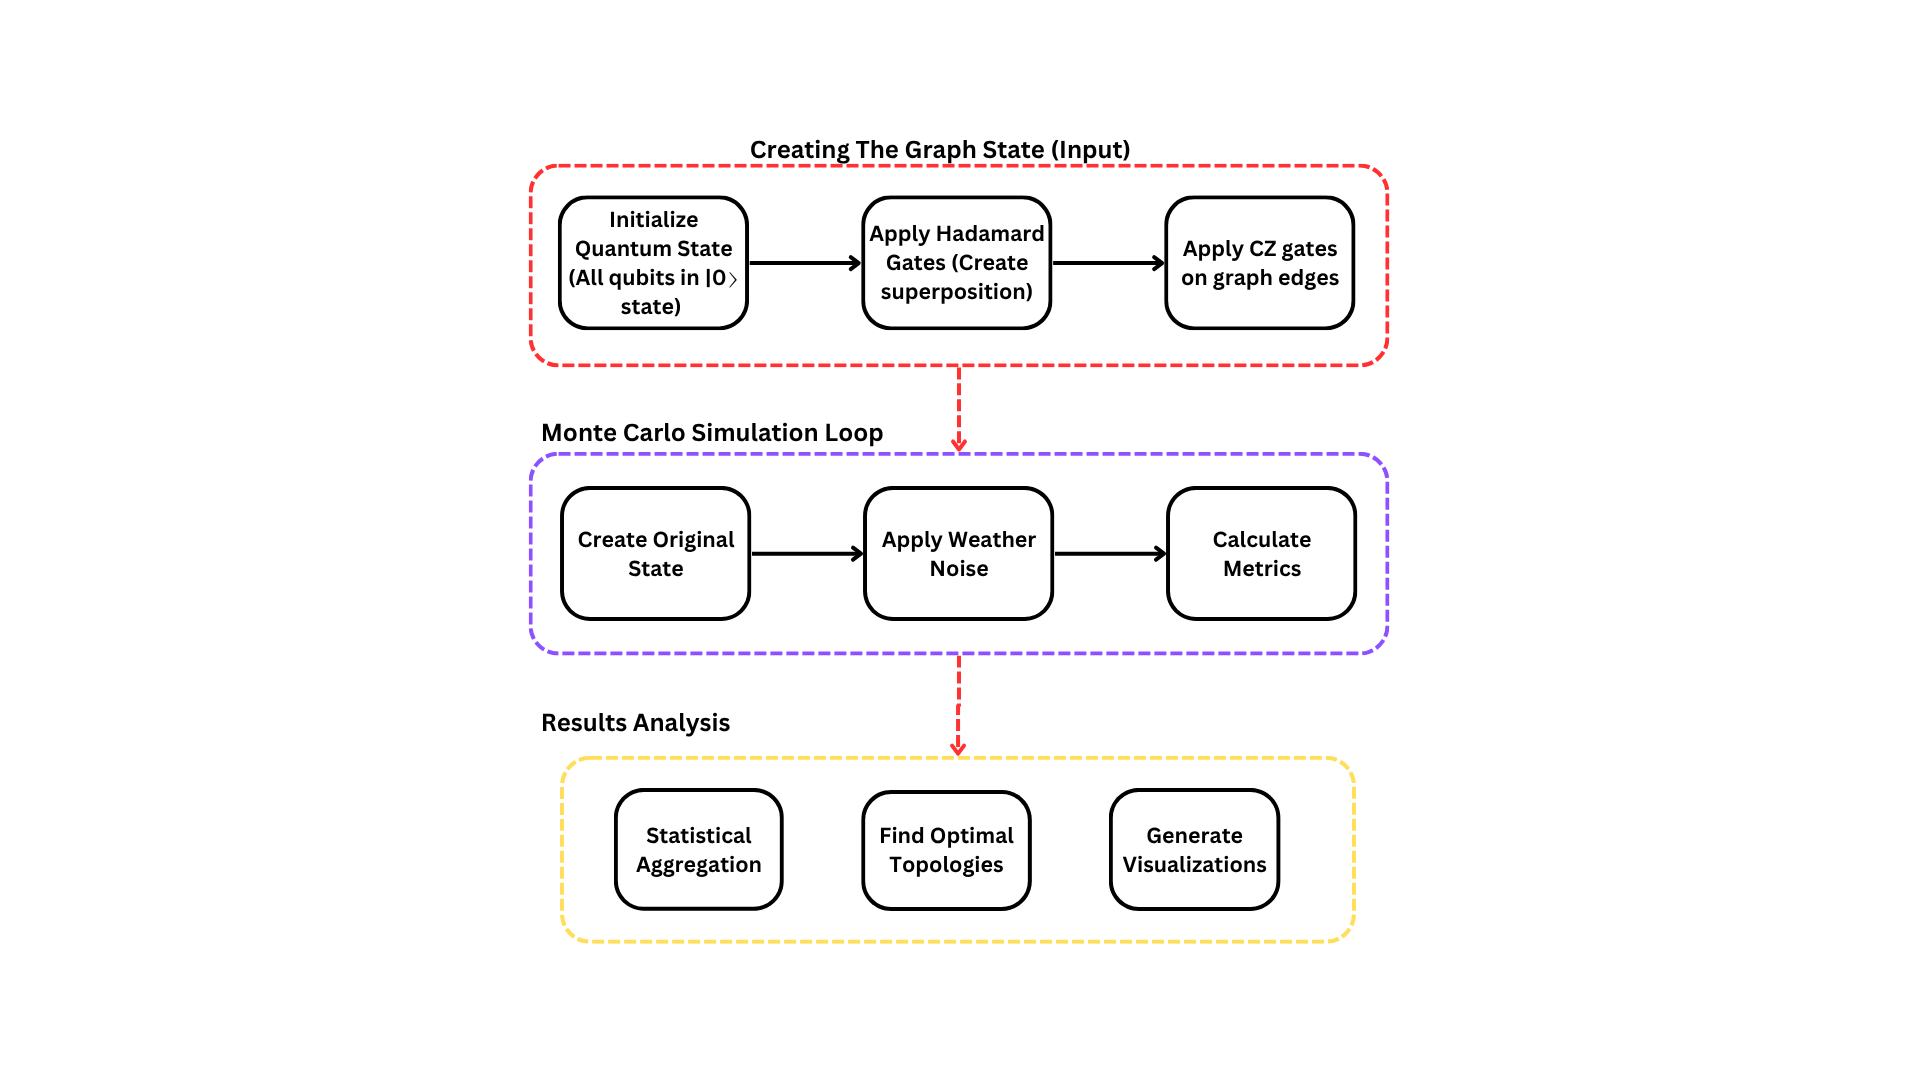 Creating The Graph State (Input)
Initialize
Quantum State
(All qubits in |0〉
state)
Apply Hadamard
Gates (Create
superposition)
Apply CZ gates
on graph edges
Monte Carlo Simulation Loop
Create Original
State
Apply Weather
Noise
Calculate
Metrics
Results Analysis
Statistical
Aggregation
Find Optimal
Topologies
Generate
Visualizations